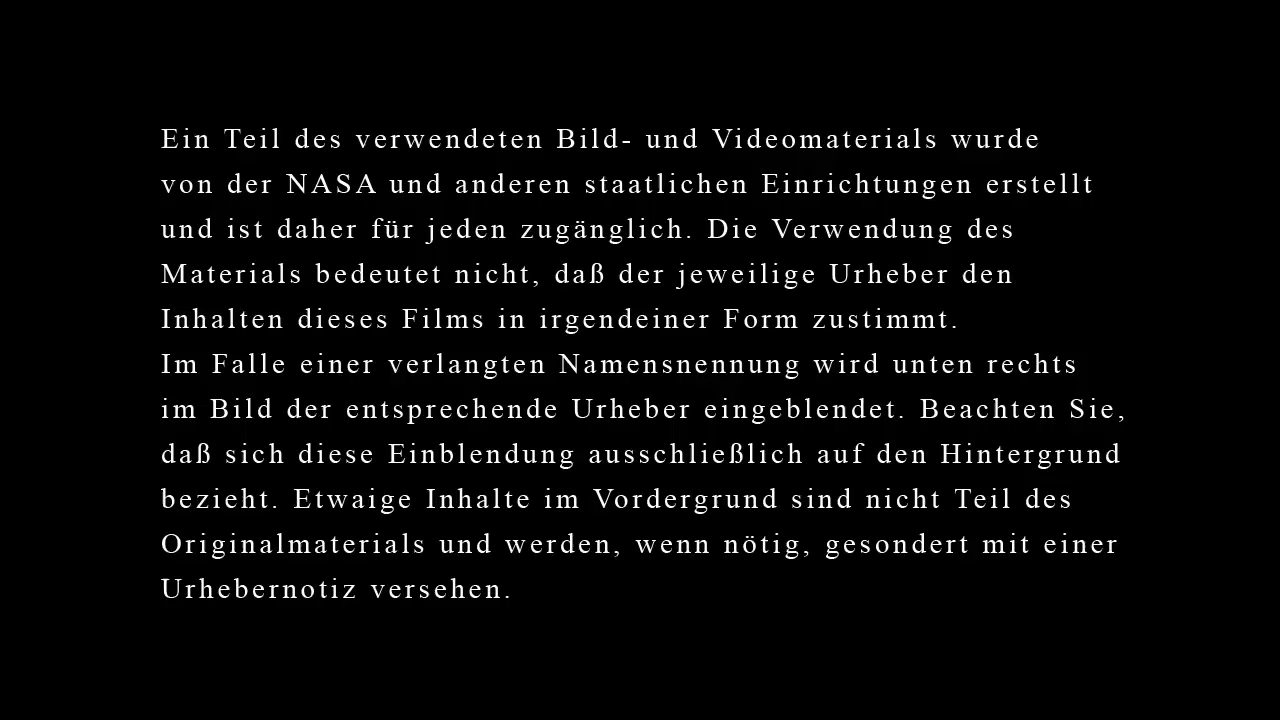 Ein Teil des verwendeten Bild- und Videomaterials wurde
von der NASA und anderen staatlichen Einrichtungen erstellt
und ist daher für jeden zugänglich. Die Verwendung des
Materials bedeutet nicht, daß der jeweilige Urheber den
Inhalten dieses Films in irgendeiner Form zustimmt.
Im Falle einer verlangten Namensnennung wird unten rechts
im Bild der entsprechende Urheber eingeblendet. Beachten Sie,
daß sich diese Einblendung ausschließlich auf den Hintergrund
bezieht. Etwaige Inhalte im Vordergrund sind nicht Teil des
Originalmaterials und werden, wenn nötig, gesondert mit einer
Urhebernotiz versehen.